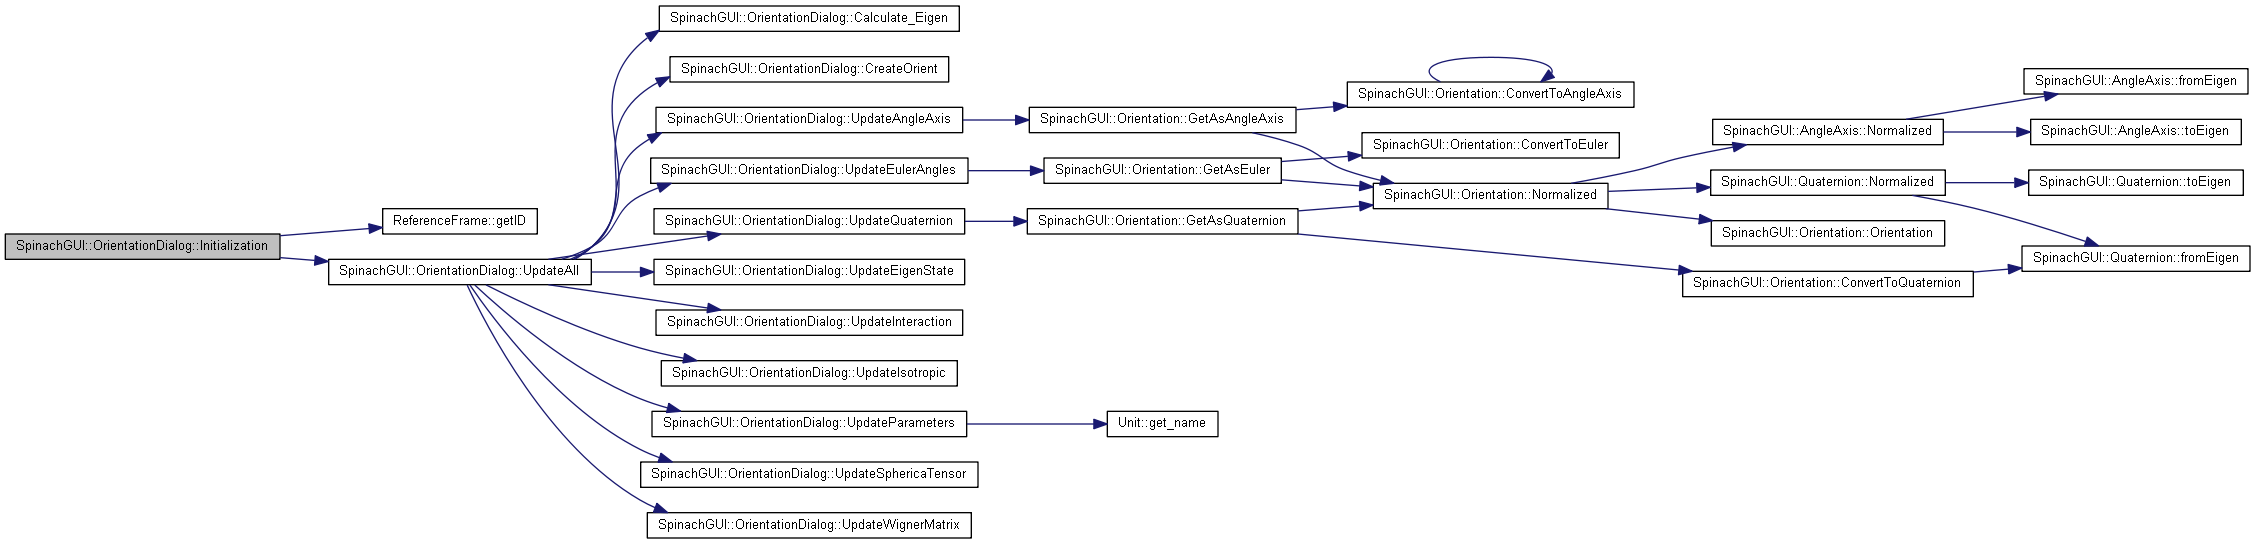 SpinachGUI::OrientationDialog::Initialization
ReferenceFrame::getID
SpinachGUI::OrientationDialog::UpdateAll
SpinachGUI::OrientationDialog::Calculate_Eigen
SpinachGUI::OrientationDialog::CreateOrient
SpinachGUI::OrientationDialog::UpdateAngleAxis
SpinachGUI::OrientationDialog::UpdateEulerAngles
SpinachGUI::OrientationDialog::UpdateQuaternion
SpinachGUI::OrientationDialog::UpdateEigenState
SpinachGUI::OrientationDialog::UpdateInteraction
SpinachGUI::OrientationDialog::UpdateIsotropic
SpinachGUI::OrientationDialog::UpdateParameters
SpinachGUI::OrientationDialog::UpdateSphericaTensor
SpinachGUI::OrientationDialog::UpdateWignerMatrix
SpinachGUI::Orientation::GetAsAngleAxis
SpinachGUI::Orientation::GetAsEuler
SpinachGUI::Orientation::GetAsQuaternion
Unit::get_name
SpinachGUI::Orientation::ConvertToAngleAxis
SpinachGUI::Orientation::ConvertToEuler
SpinachGUI::Orientation::Normalized
SpinachGUI::AngleAxis::Normalized
SpinachGUI::Quaternion::Normalized
SpinachGUI::Orientation::Orientation
SpinachGUI::Orientation::ConvertToQuaternion
SpinachGUI::AngleAxis::fromEigen
SpinachGUI::AngleAxis::toEigen
SpinachGUI::Quaternion::toEigen
SpinachGUI::Quaternion::fromEigen